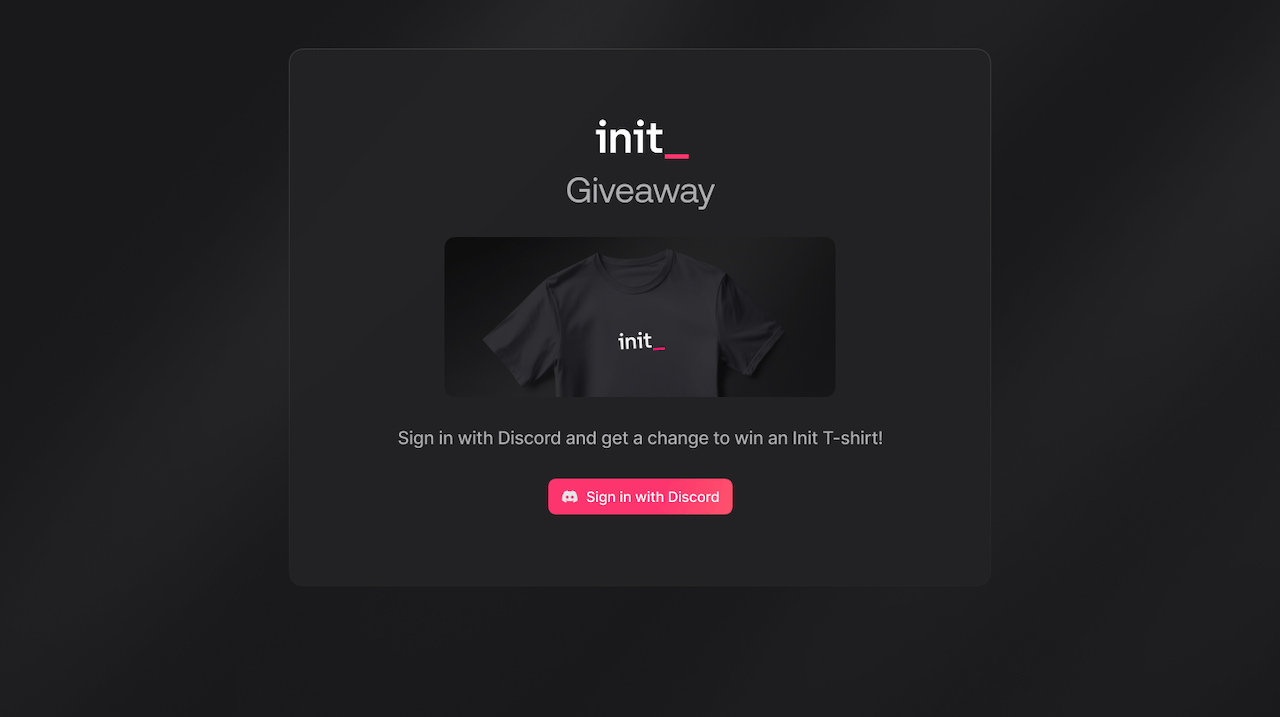 init_
Giveaway
init_
Sign in with Discord and get a change to win an Init T-shirt!
Sign in with Discord